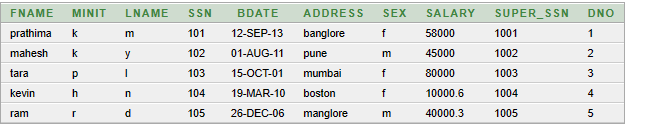 FNAME MINIT LNAME SSN BDATE ADDRESS SEX SALARY SUPER_SSN DNO
prathima k m 101 12-SEP-13 banglore f 58000 1001 1
mahesh k y 102 01-AUG-11 pune m 45000 1002 2
tara p l 103 15-OCT-01 mumbai f 80000 1003 3
kevin h n 104 19-MAR-10 boston f 10000.6 1004 4
ram r d 105 26-DEC-06 manglore m 40000.3 1005 5